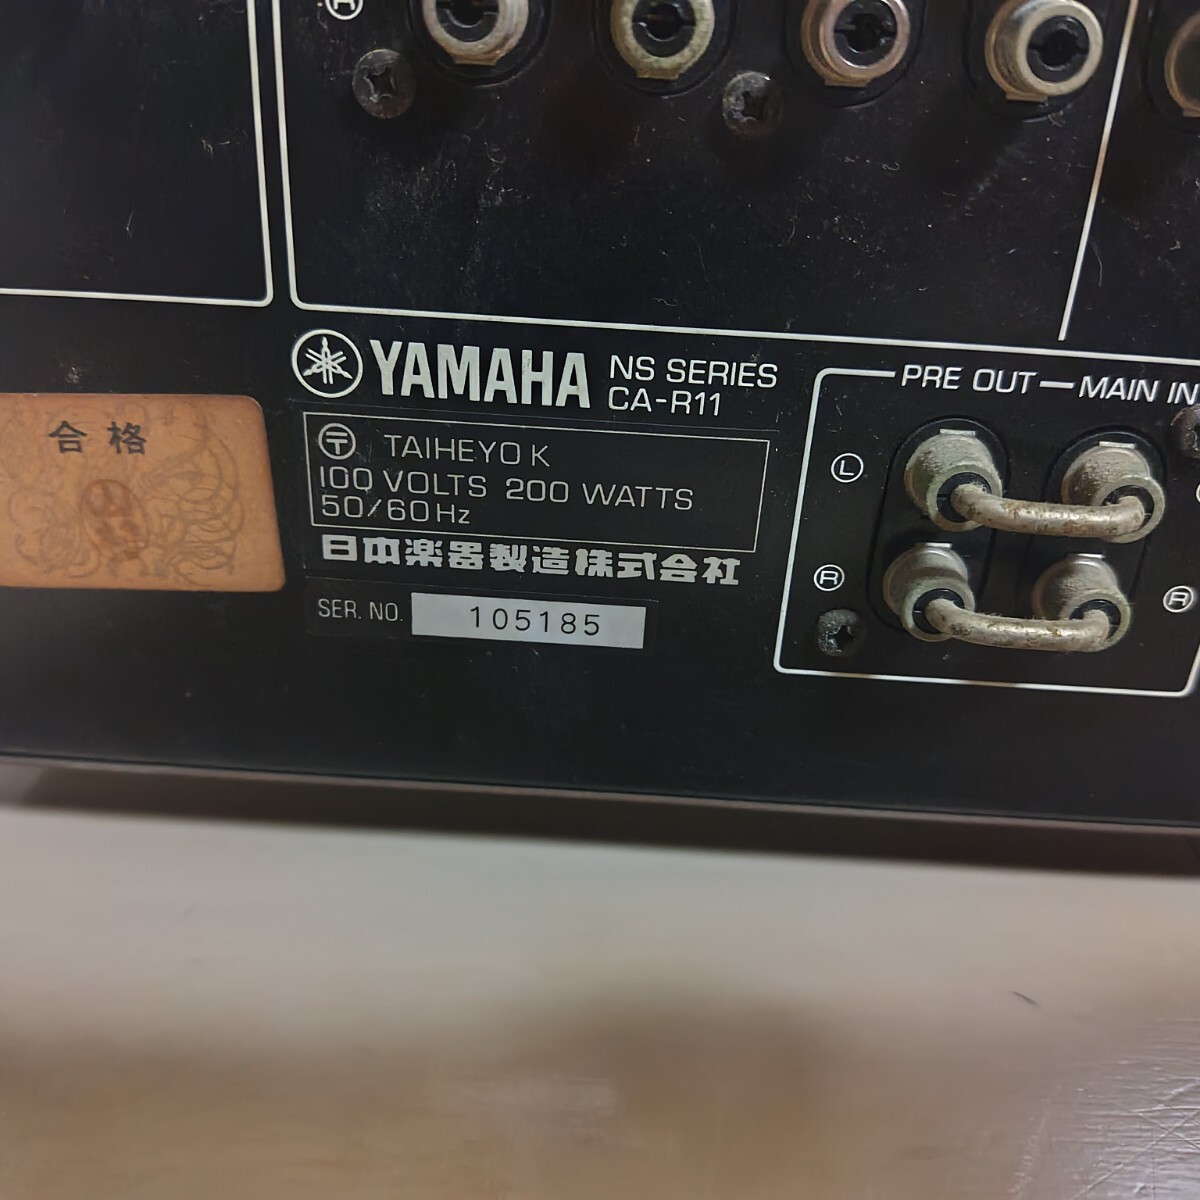 R
YAMAHA NS SERIES
CA-R11
PRE OUT MAIN IN
合格
〒 TAIHEYO K
100 VOLTS 200 WATTS
50/60Hz
日本楽器製造株式会社
SER. NO. 105185
L
R
R